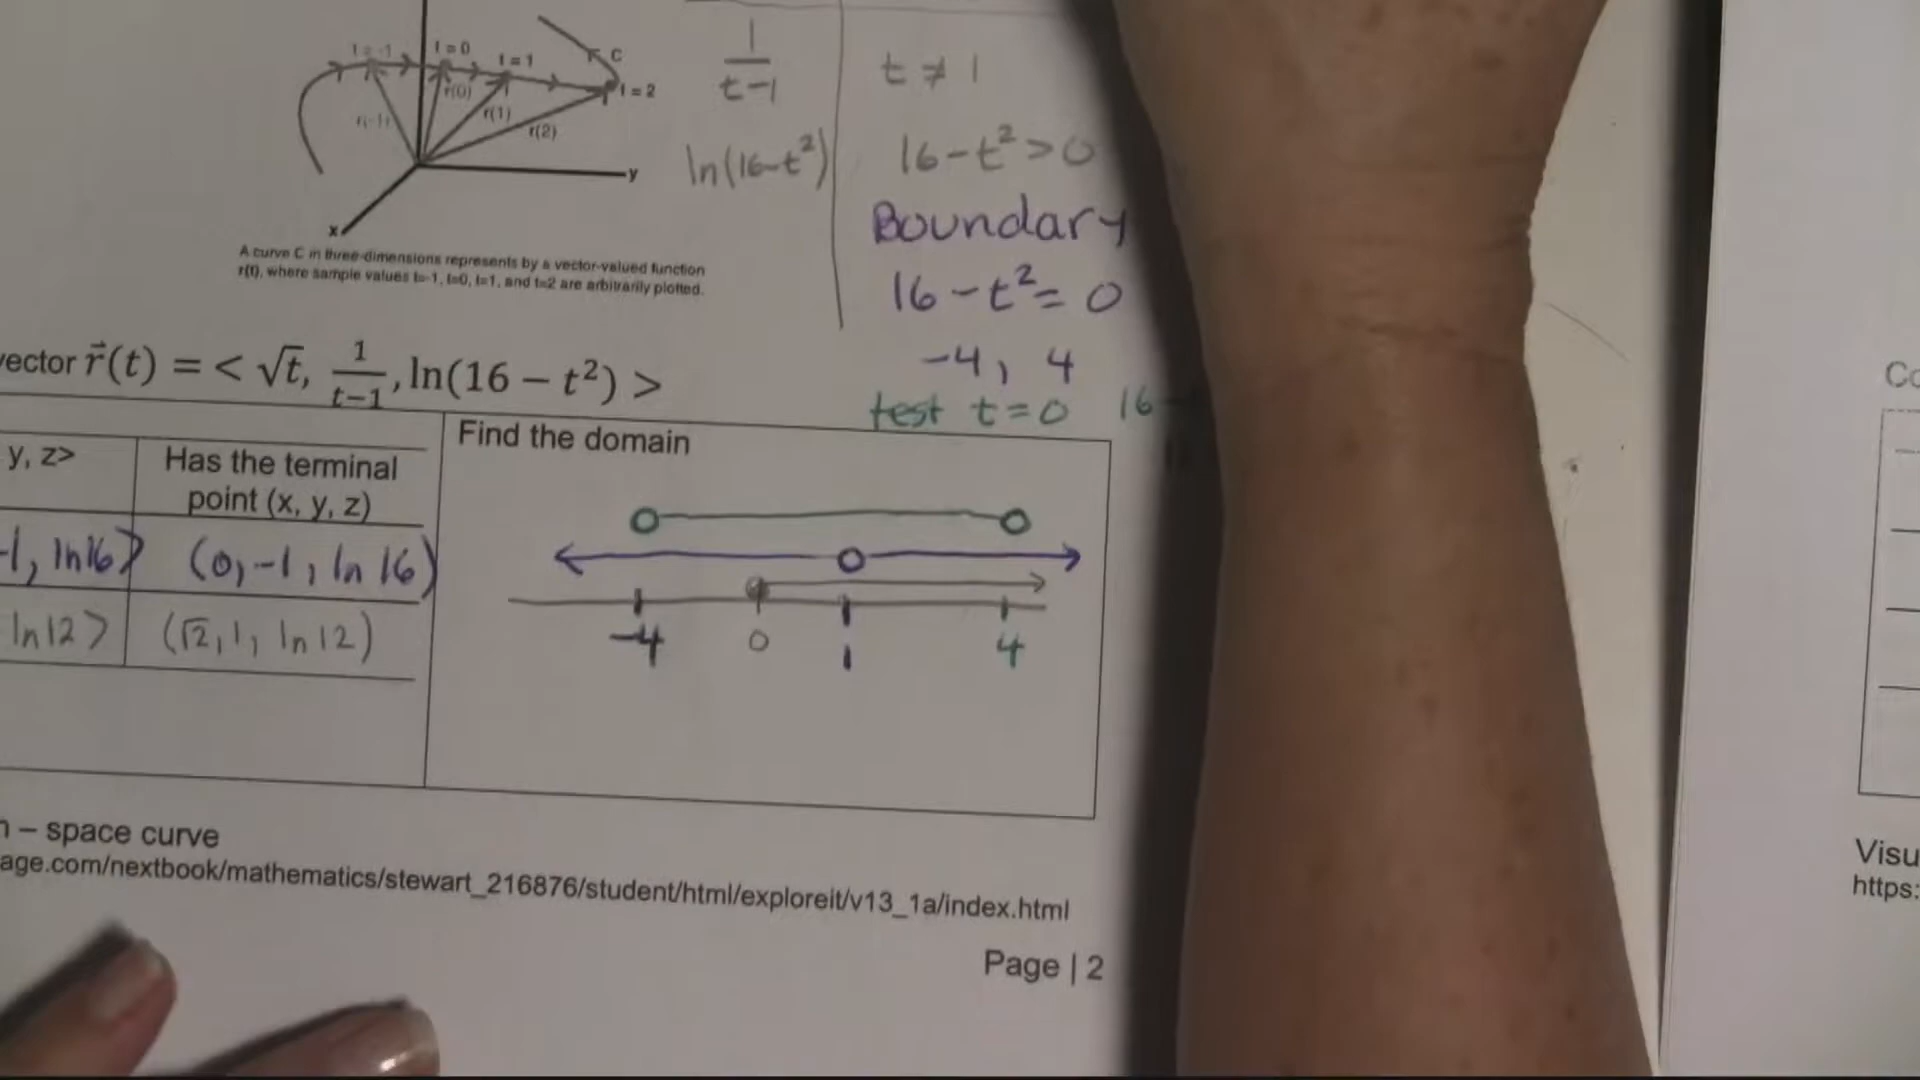 t=-1
t=0
t=1
C
t=2
r(0)
r(1)
r(2)
y
x
A curve C in three-dimensions represents by a vector-valued function
r(t), where sample values t=-1, t=0, t=1, and t=2 are arbitrarily plotted.
1/(t-1)
t ≠ 1
ln(16-t²)
16-t²>0
Boundary
16-t²=0
-4, 4
test t=0 16
vector r⃗(t) = < √t, 1/(t-1), ln(16 − t²) >
y, z>
Has the terminal
point (x, y, z)
-1, ln16>
(0, -1, ln 16)
ln12>
(√2, 1, ln 12)
Find the domain
-4 0 1 4
– space curve
age.com/nextbook/mathematics/stewart_216876/student/html/exploreit/v13_1a/index.html
Page | 2
Co
Visu
https: